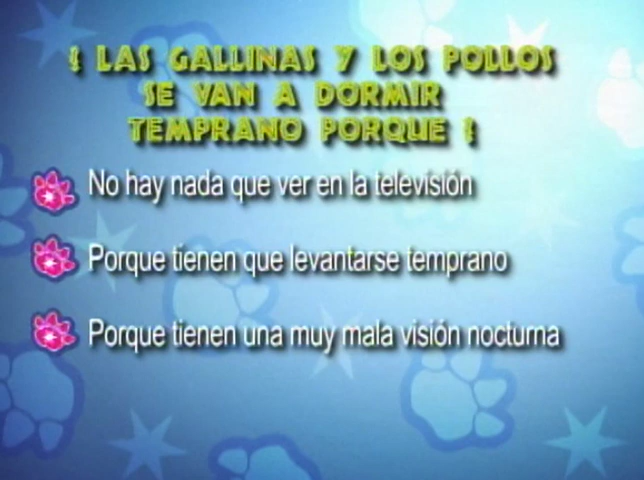 ¿ LAS GALLINAS Y LOS POLLOS
SE VAN A DORMIR
TEMPRANO PORQUE ?
No hay nada que ver en la televisión
Porque tienen que levantarse temprano
Porque tienen una muy mala visión nocturna